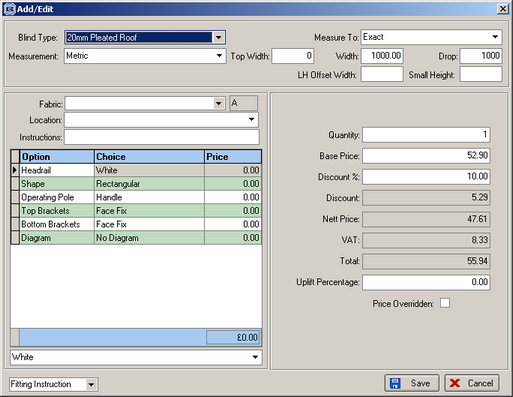 Add/Edit
Blind Type: 20mm Pleated Roof Measure To: Exact
Measurement: Metric Top Width: 0 Width: 1000.00 Drop: 1000
LH Offset Width: Small Height:
Fabric: A
Location:
Instructions:
Option Choice Price
Headrail White 0.00
Shape Rectangular 0.00
Operating Pole Handle 0.00
Top Brackets Face Fix 0.00
Bottom Brackets Face Fix 0.00
Diagram No Diagram 0.00
£0.00
White
Quantity: 1
Base Price: 52.90
Discount %: 10.00
Discount: 5.29
Nett Price: 47.61
VAT: 8.33
Total: 55.94
Uplift Percentage: 0.00
Price Overridden:
Fitting Instruction Save Cancel